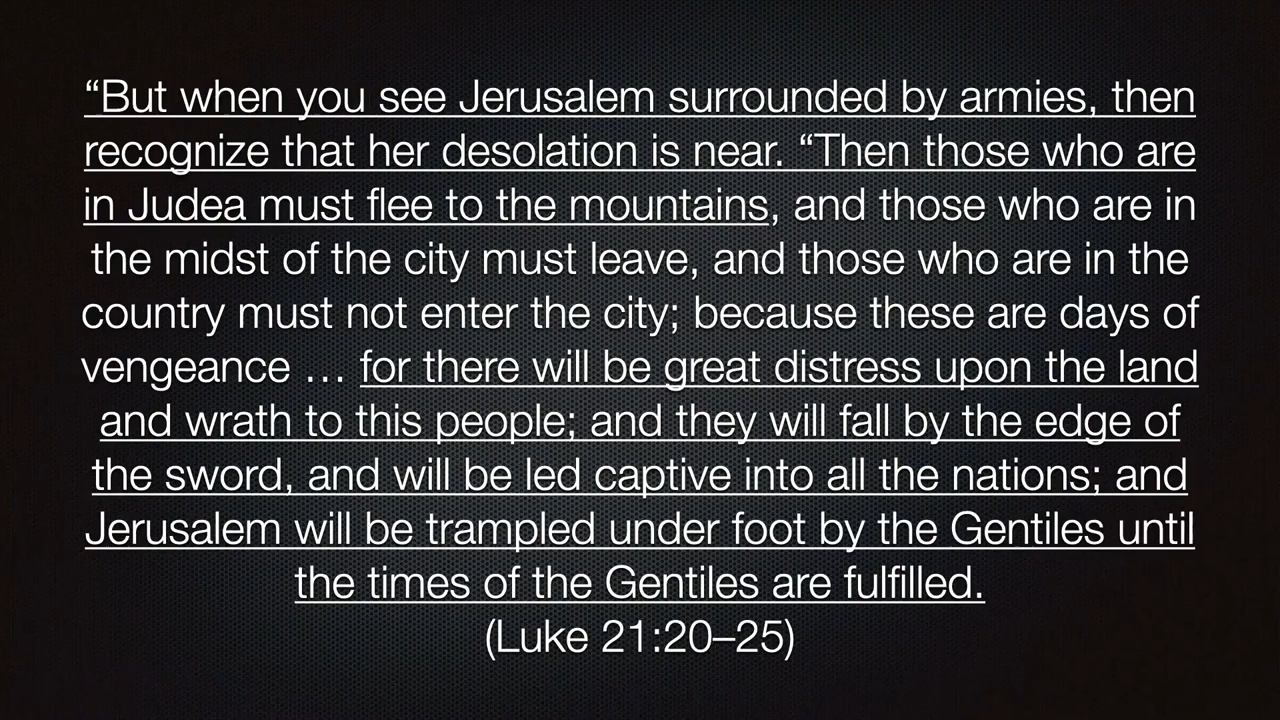 “But when you see Jerusalem surrounded by armies, then
recognize that her desolation is near. “Then those who are
in Judea must flee to the mountains, and those who are in
the midst of the city must leave, and those who are in the
country must not enter the city; because these are days of
vengeance … for there will be great distress upon the land
and wrath to this people; and they will fall by the edge of
the sword, and will be led captive into all the nations; and
Jerusalem will be trampled under foot by the Gentiles until
the times of the Gentiles are fulfilled.
(Luke 21:20–25)